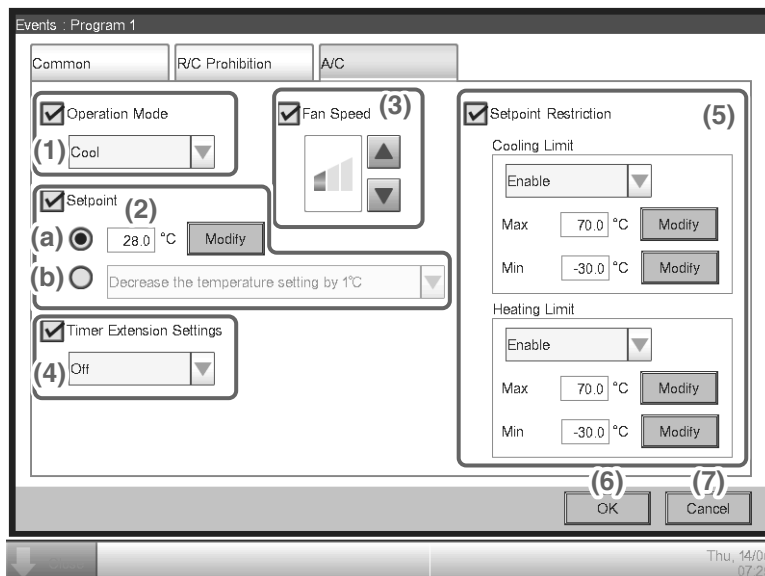 Events : Program 1
Common
R/C Prohibition
A/C
Operation Mode
(1)
Cool
Fan Speed
(3)
Setpoint
(2)
(a)
28.0 °C
Modify
(b)
Decrease the temperature setting by 1°C
Timer Extension Settings
(4)
Off
Setpoint Restriction
(5)
Cooling Limit
Enable
Max 70.0 °C Modify
Min -30.0 °C Modify
Heating Limit
Enable
Max 70.0 °C Modify
Min -30.0 °C Modify
(6)
OK
(7)
Cancel
Thu, 14/0
07:2